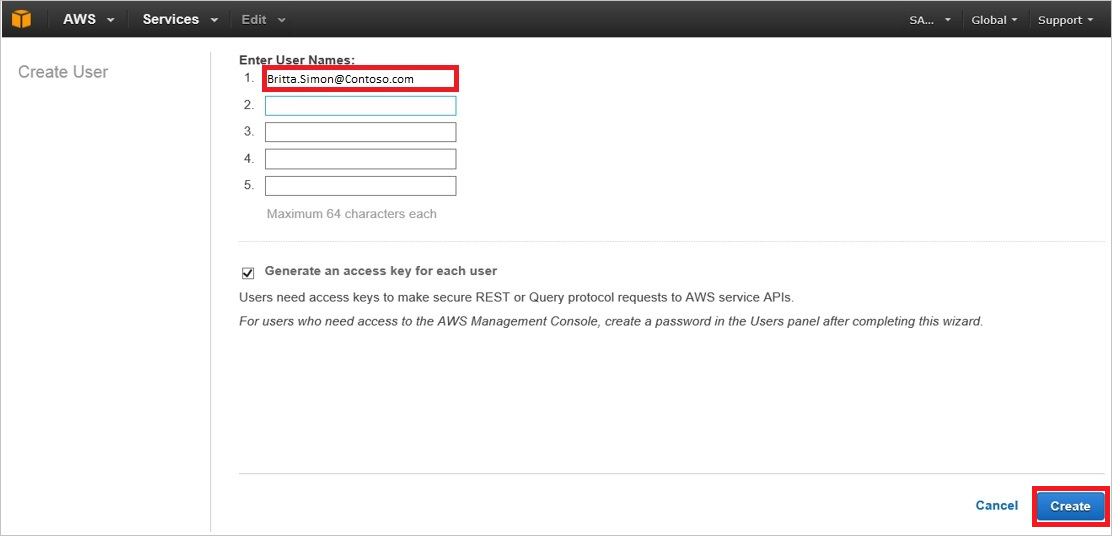 AWS Services Edit SA... Global Support
Create User
Enter User Names:
1. Britta.Simon@Contoso.com
2.
3.
4.
5.
Maximum 64 characters each
Generate an access key for each user
Users need access keys to make secure REST or Query protocol requests to AWS service APIs.
For users who need access to the AWS Management Console, create a password in the Users panel after completing this wizard.
Cancel Create